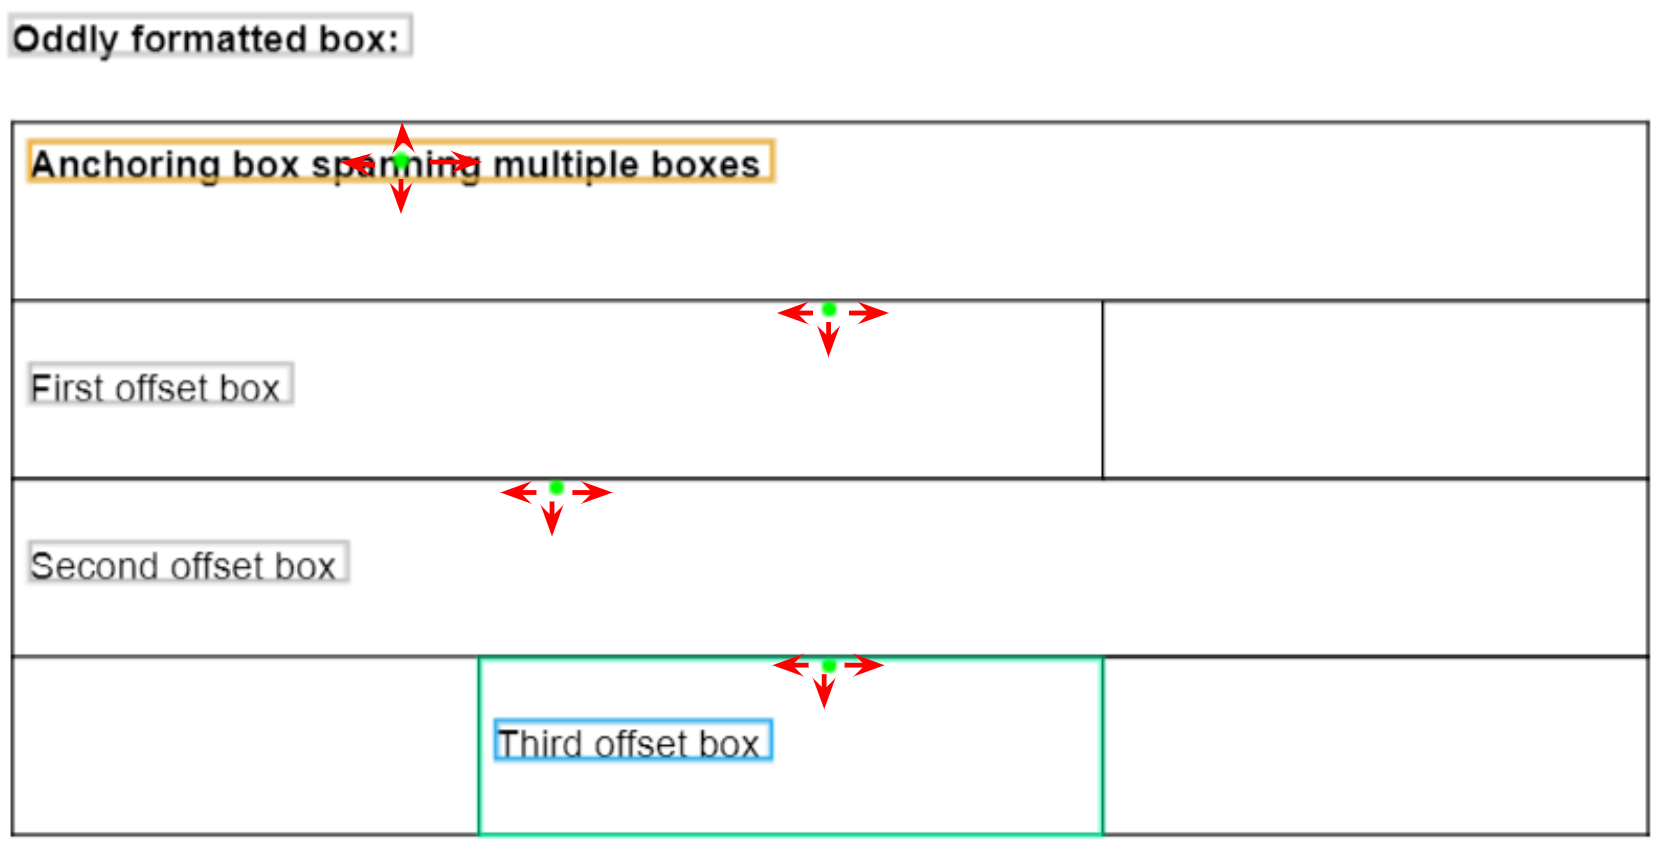 Oddly formatted box:
Anchoring box spanning multiple boxes
First offset box
Second offset box
Third offset box